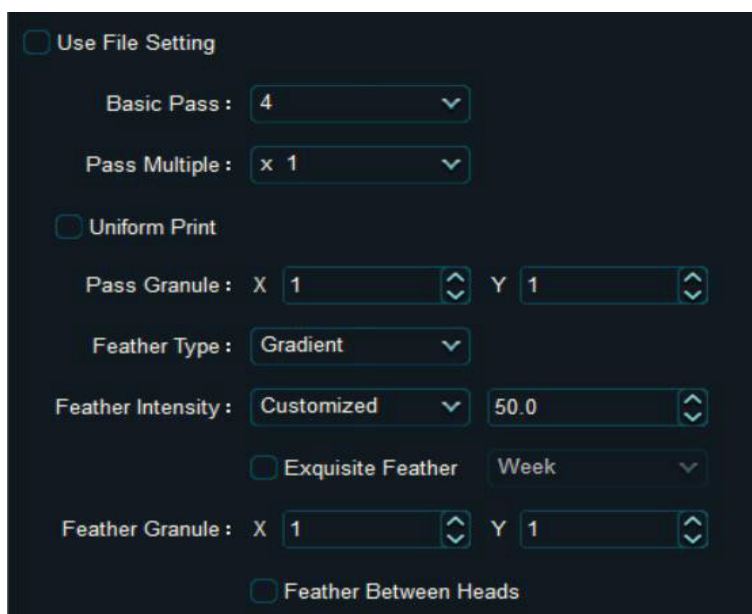 Use File Setting
Basic Pass : 4
Pass Multiple : x 1
Uniform Print
Pass Granule : X 1 Y 1
Feather Type : Gradient
Feather Intensity : Customized 50.0
Exquisite Feather Week
Feather Granule : X 1 Y 1
Feather Between Heads